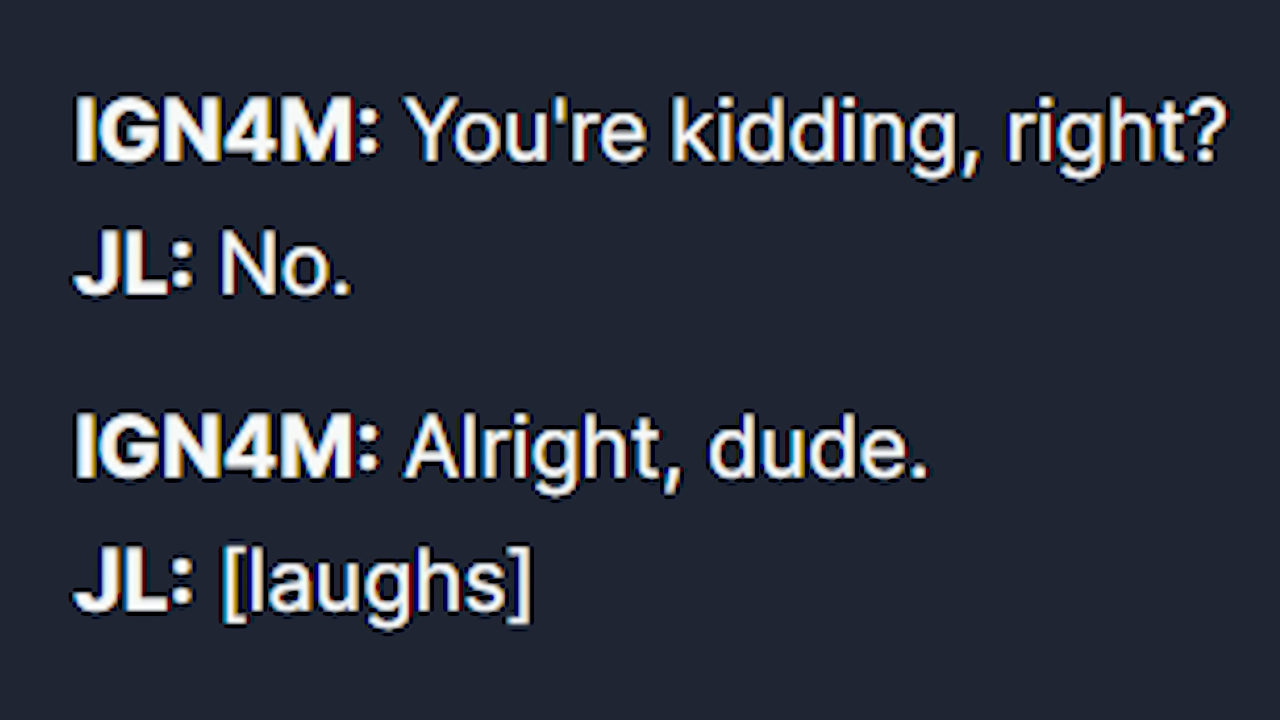 IGN4M: You're kidding, right?
JL: No.
IGN4M: Alright, dude.
JL: [laughs]